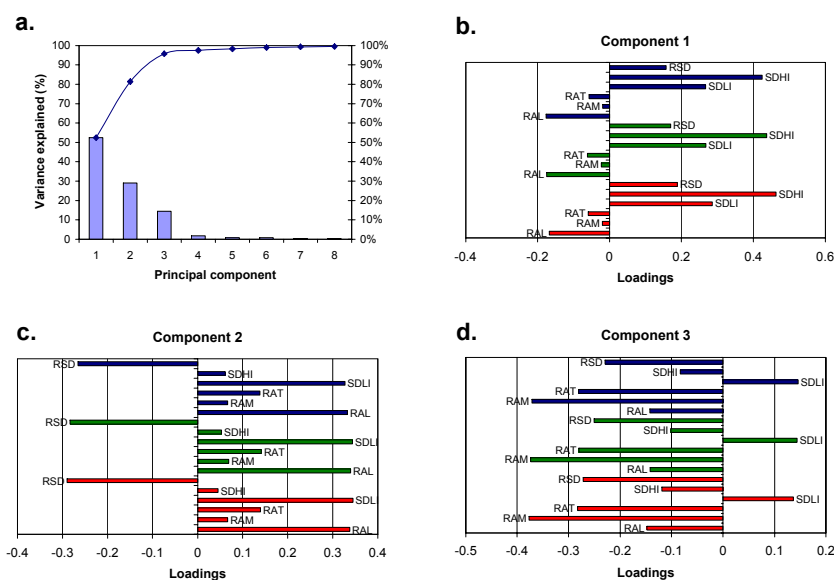 a.
100
90
80
70
60
50
40
30
20
10
0
100%
90%
80%
70%
60%
50%
40%
30%
20%
10%
0%
Variance explained (%)
1 2 3 4 5 6 7 8
Principal component
b.
Component 1
RSD
SDHI
SDLI
RAT
RAM
RAL
RSD
SDHI
SDLI
RAT
RAM
RAL
RSD
SDHI
SDLI
RAT
RAM
RAL
-0.4 -0.2 0 0.2 0.4 0.6
Loadings
c.
Component 2
RSD
SDHI
SDLI
RAT
RAM
RAL
RSD
SDHI
SDLI
RAT
RAM
RAL
RSD
SDHI
SDLI
RAT
RAM
RAL
-0.4 -0.3 -0.2 -0.1 0 0.1 0.2 0.3 0.4
Loadings
d.
Component 3
RSD
SDHI
SDLI
RAT
RAM
RAL
RSD
SDHI
SDLI
RAT
RAM
RAL
RSD
SDHI
SDLI
RAT
RAM
RAL
-0.5 -0.4 -0.3 -0.2 -0.1 0 0.1 0.2
Loadings